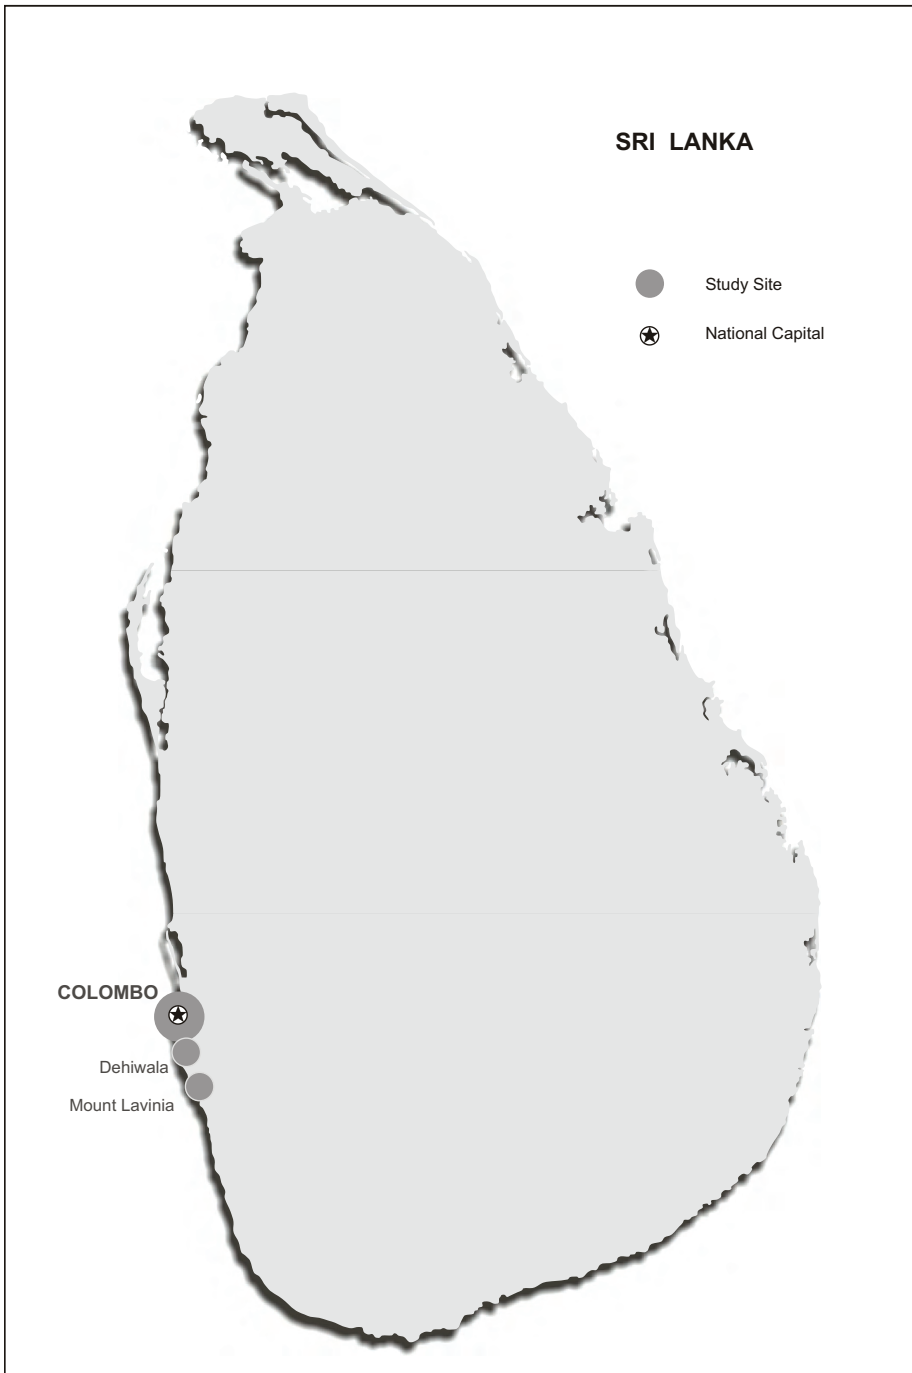 SRI LANKA
Study Site
National Capital
COLOMBO
Dehiwala
Mount Lavinia